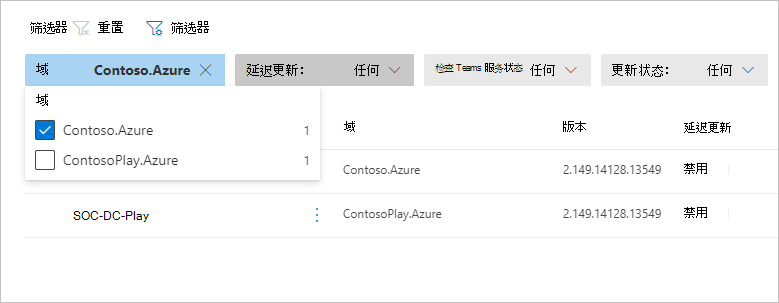 筛选器 重置 筛选器
域 Contoso.Azure 延迟更新： 任何 检查 Teams 服务状态 任何 更新状态： 任何
域
Contoso.Azure 1
ContosoPlay.Azure 1
域 版本 延迟更新
Contoso.Azure 2.149.14128.13549 禁用
SOC-DC-Play ContosoPlay.Azure 2.149.14128.13549 禁用